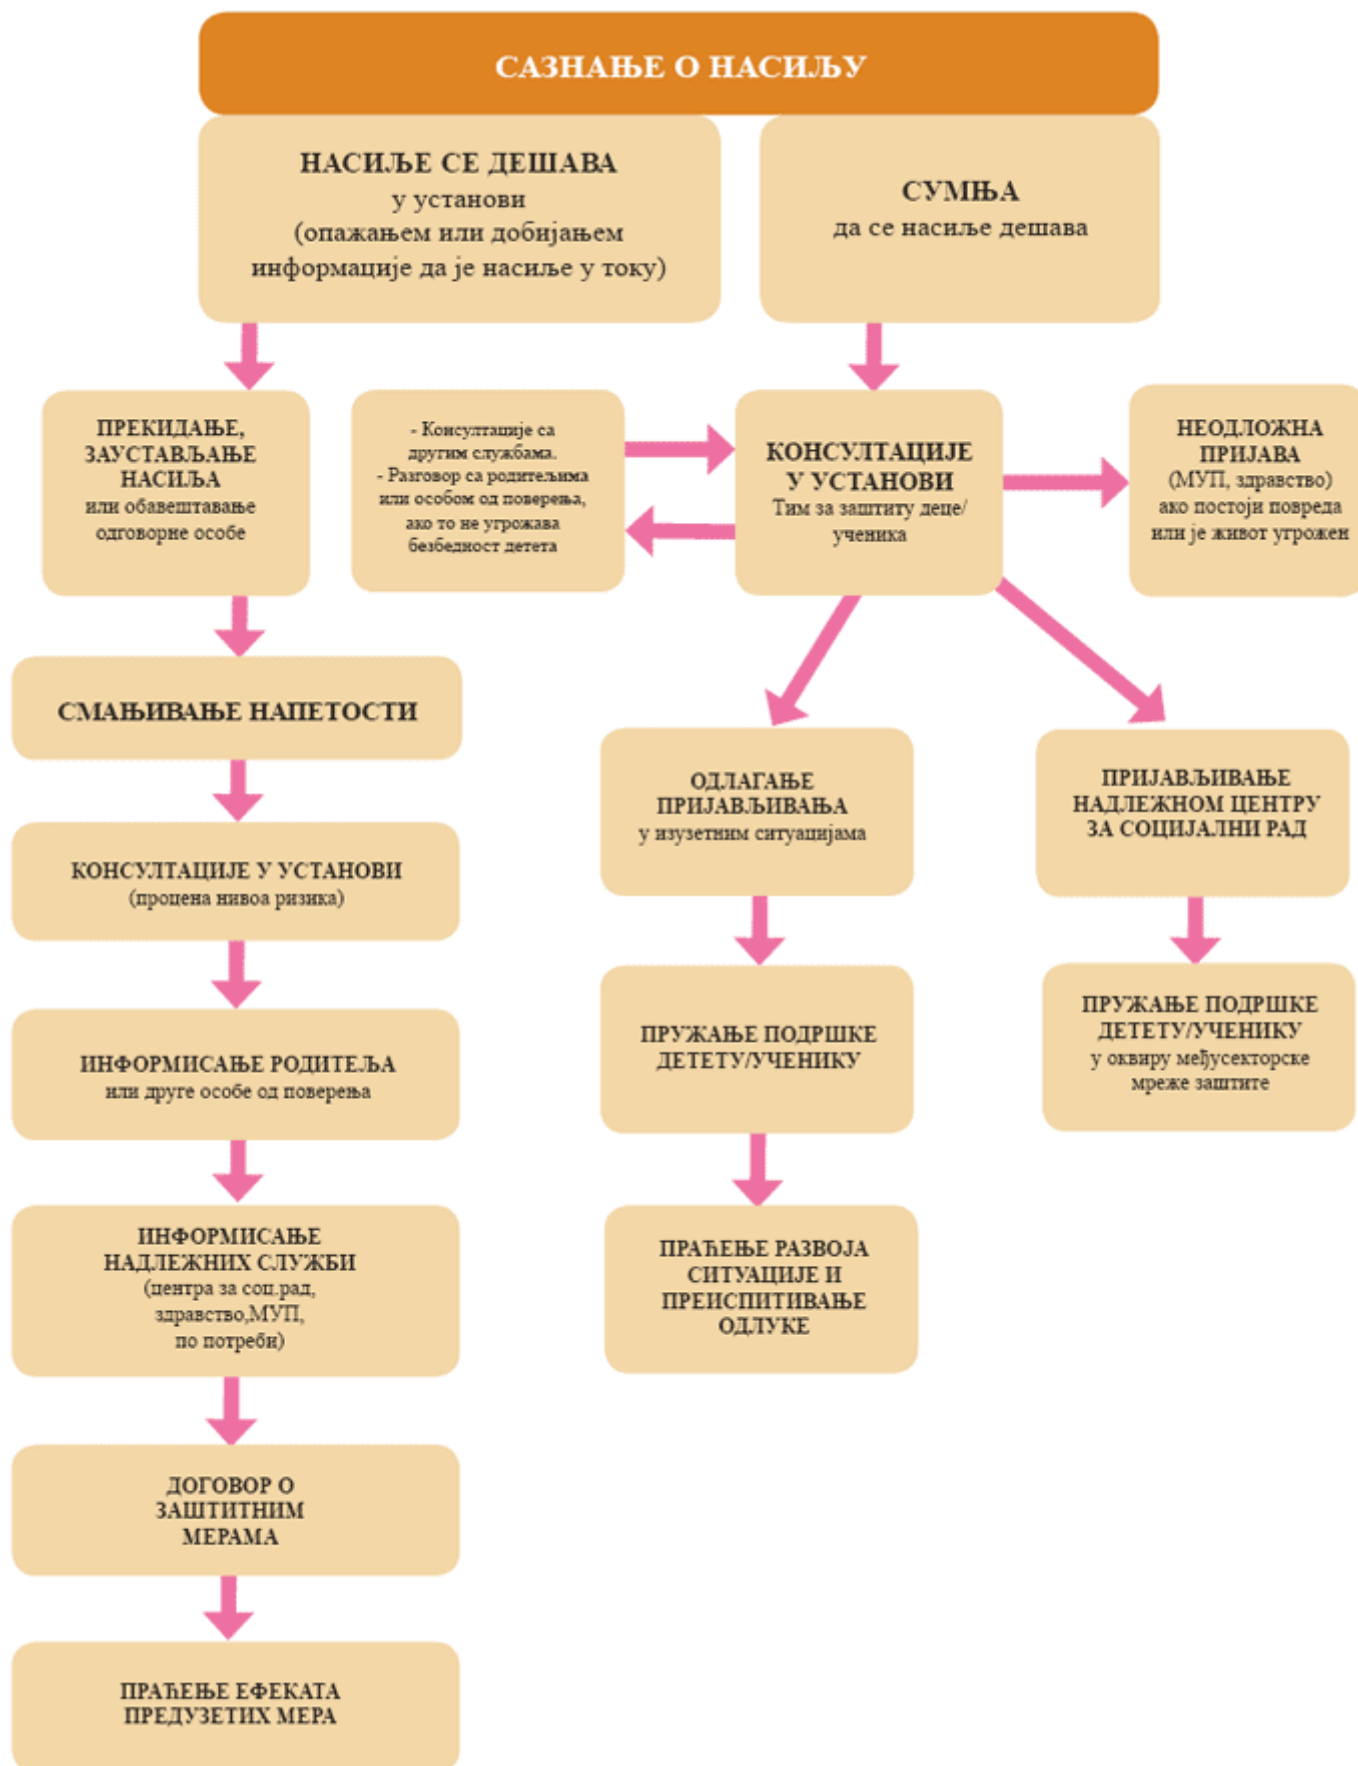 САЗНАЊЕ О НАСИЉУ
НАСИЉЕ СЕ ДЕШАВА
у установи
(опажањем или добијањем
информације да је насиље у току)
СУМЊА
да се насиље дешава
ПРЕКИДАЊЕ,
ЗАУСТАВЉАЊЕ
НАСИЉА
или обавештавање
одговорне особе
- Консултације са
другим службама.
- Разговор са родитељима
или особом од поверења,
ако то не угрожава
безбедност детета
КОНСУЛТАЦИЈЕ
У УСТАНОВИ
Тим за заштиту деце/
ученика
НЕОДЛОЖНА
ПРИЈАВА
(МУП, здравство)
ако постоји повреда
или је живот угрожен
СМАЊИВАЊЕ НАПЕТОСТИ
КОНСУЛТАЦИЈЕ У УСТАНОВИ
(процена нивоа ризика)
ИНФОРМИСАЊЕ РОДИТЕЉА
или друге особе од поверења
ИНФОРМИСАЊЕ
НАДЛЕЖНИХ СЛУЖБИ
(центра за соц.рад,
здравство,МУП,
по потреби)
ДОГОВОР О
ЗАШТИТНИМ
МЕРАМА
ПРАЋЕЊЕ ЕФЕКАТА
ПРЕДУЗЕТИХ МЕРА
ОДЛАГАЊЕ
ПРИЈАВЉИВАЊА
у изузетним ситуацијама
ПРУЖАЊЕ ПОДРШКЕ
ДЕТЕТУ/УЧЕНИКУ
ПРАЋЕЊЕ РАЗВОЈА
СИТУАЦИЈЕ И
ПРЕИСПИТИВАЊЕ
ОДЛУКЕ
ПРИЈАВЉИВАЊЕ
НАДЛЕЖНОМ ЦЕНТРУ
ЗА СОЦИЈАЛНИ РАД
ПРУЖАЊЕ ПОДРШКЕ
ДЕТЕТУ/УЧЕНИКУ
у оквиру међусекторске
мреже заштите